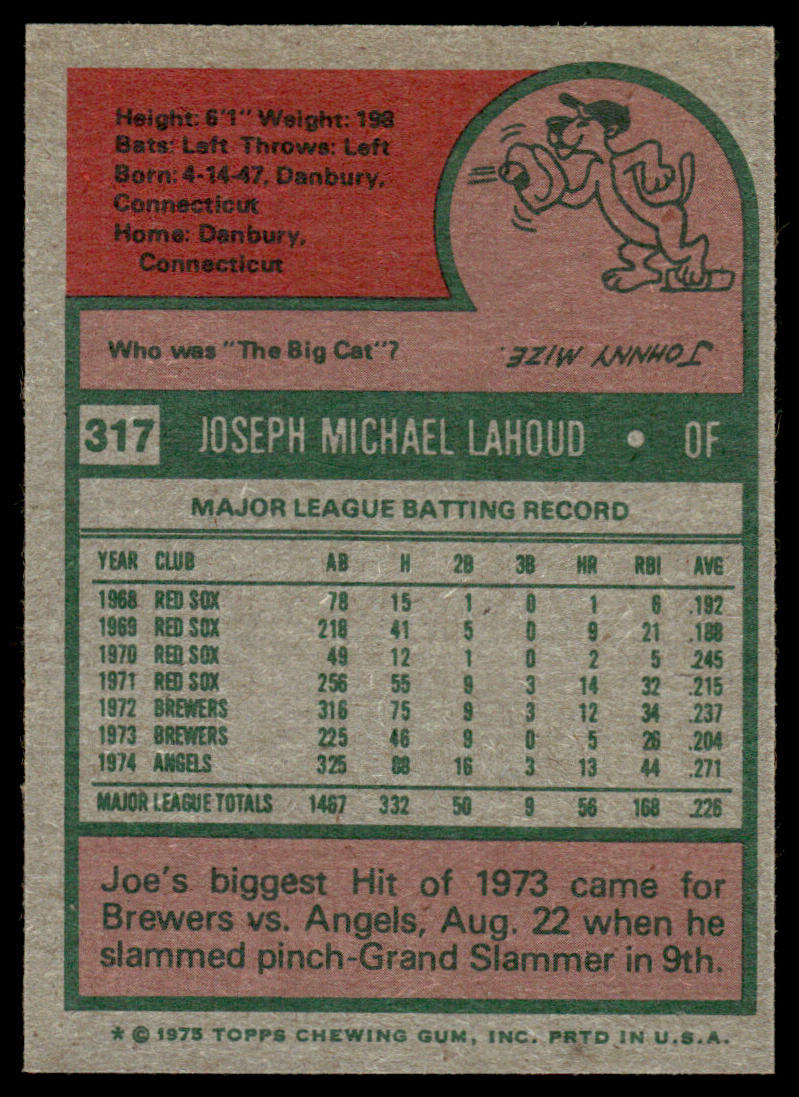 Height: 6'1" Weight: 198
Bats: Left Throws: Left
Born: 4-14-47, Danbury,
Connecticut
Home: Danbury,
Connecticut
Who was "The Big Cat"?
JOHNNY MIZE.
317 JOSEPH MICHAEL LAHOUD • OF
MAJOR LEAGUE BATTING RECORD
YEAR CLUB AB H 2B 3B HR RBI AVG
1968 RED SOX 78 15 1 0 1 6 .192
1969 RED SOX 218 41 5 0 9 21 .188
1970 RED SOX 49 12 1 0 2 5 .245
1971 RED SOX 256 55 9 3 14 32 .215
1972 BREWERS 316 75 9 3 12 34 .237
1973 BREWERS 225 46 9 0 5 26 .204
1974 ANGELS 325 88 16 3 13 44 .271
MAJOR LEAGUE TOTALS 1467 332 50 9 56 168 .226
Joe's biggest Hit of 1973 came for
Brewers vs. Angels, Aug. 22 when he
slammed pinch-Grand Slammer in 9th.
* © 1975 TOPPS CHEWING GUM, INC. PRTD IN U.S.A.